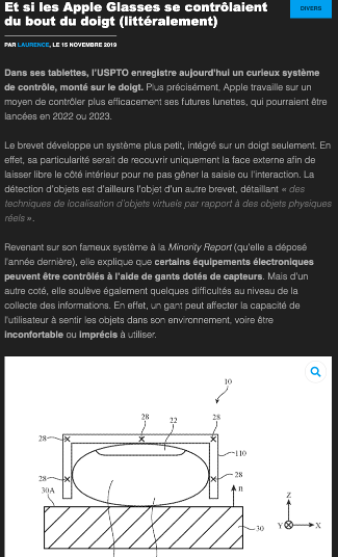 Et si les Apple Glasses se contrôlaient
du bout du doigt (littéralement)
DIVERS
PAR LAURENCE, LE 15 NOVEMBRE 2019
Dans ses tablettes, l'USPTO enregistre aujourd'hui un curieux système
de contrôle, monté sur le doigt. Plus précisément, Apple travaille sur un
moyen de contrôler plus efficacement ses futures lunettes, qui pourraient être
lancées en 2022 ou 2023.
Le brevet développe un système plus petit, intégré sur un doigt seulement. En
effet, sa particularité serait de recouvrir uniquement la face externe afin de
laisser libre le côté intérieur pour ne pas gêner la saisie ou l'interaction. La
détection d'objets est d'ailleurs l'objet d'un autre brevet, détaillant « des
techniques de localisation d'objets virtuels par rapport à des objets physiques
réels ».
Revenant sur son fameux système à la Minority Report (qu'elle a déposé
l'année dernière), elle explique que certains équipements électroniques
peuvent être contrôlés à l'aide de gants dotés de capteurs. Mais d'un
autre coté, elle soulève également quelques difficultés au niveau de la
collecte des informations. En effet, un gant peut affecter la capacité de
l'utilisateur à sentir les objets dans son environnement, voire être
inconfortable ou imprécis à utiliser.
10
28 22 28
28
110
28 28
30A n
Z
30
Y X